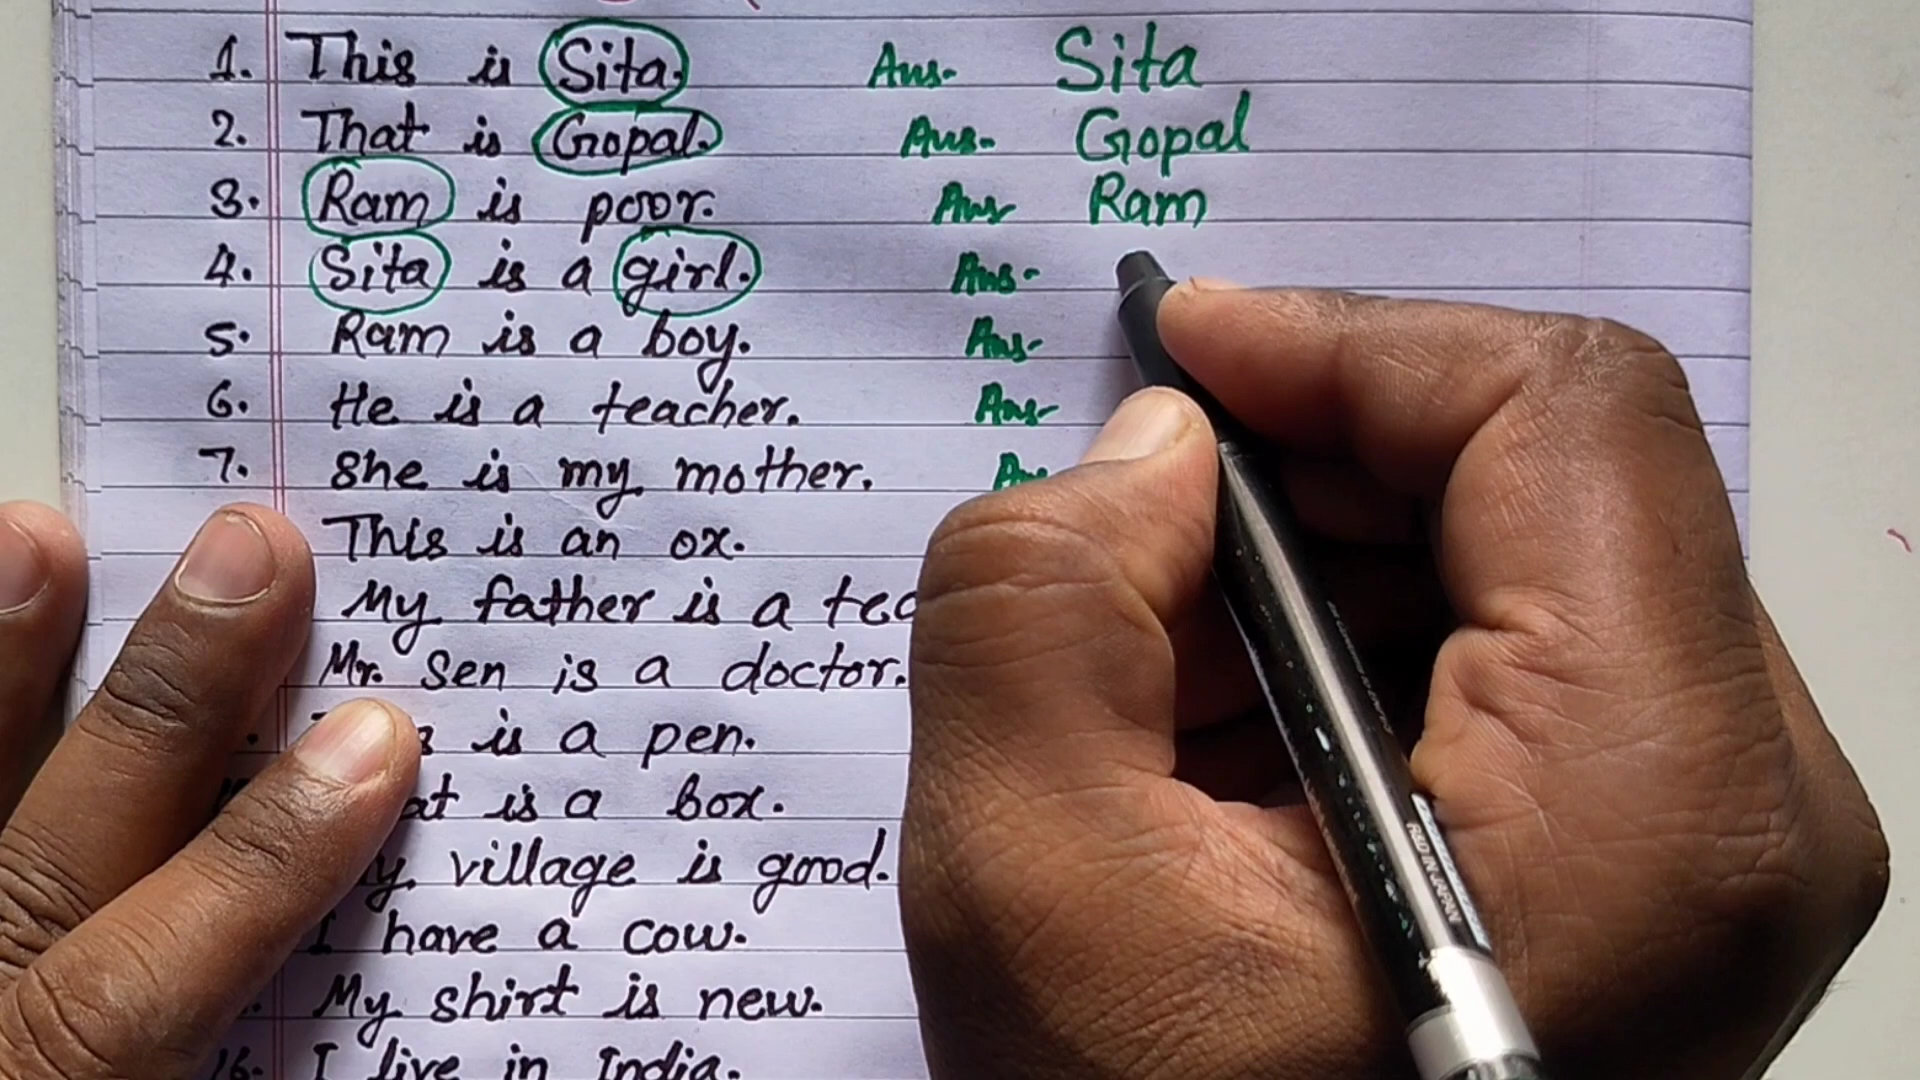 1. This is Sita. Ans- Sita
2. That is Gopal. Ans- Gopal
3. Ram is poor. Ans Ram
4. Sita is a girl. Ans-
5. Ram is a boy. Ans-
6. He is a teacher. Ans-
7. She is my mother.
This is an ox.
My father is a
Mr. Sen is a doctor.
is a pen.
is a box.
village is good.
I have a cow.
My shirt is new.
16. I live in India.
R&D IN JAPAN